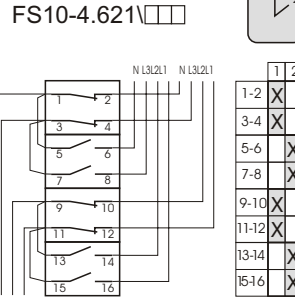 FS10-4.621\□□□
N L3L2L1 N L3L2L1
1 2
3 4
5 6
7 8
9 10
11 12
13 14
15 16
1 2
1-2 X
3-4 X
5-6 X
7-8 X
9-10 X
11-12 X
13-14 X
15-16 X